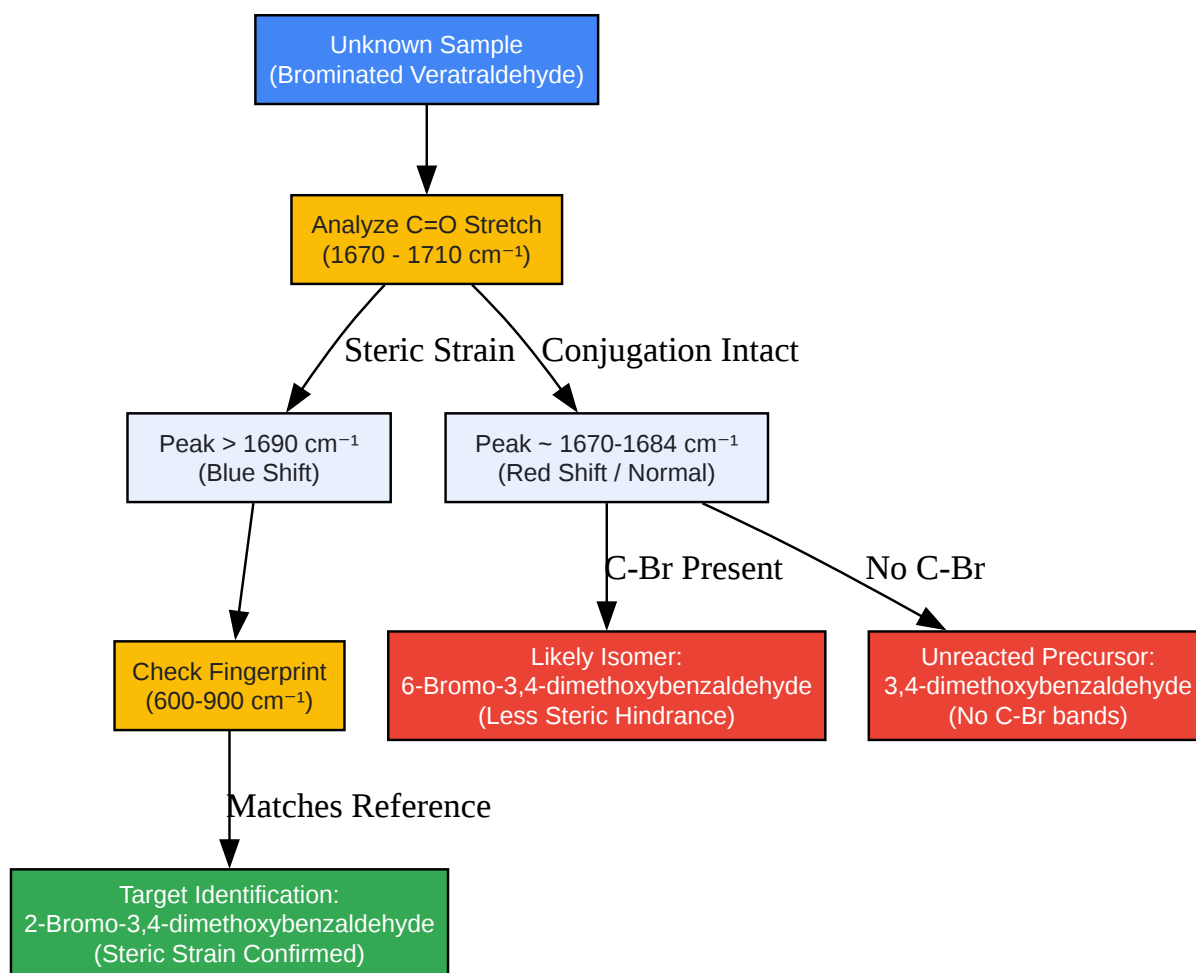 Unknown Sample
(Brominated Veratraldehyde)
Analyze C=O Stretch
(1670 - 1710 cm⁻¹)
Steric Strain
Conjugation Intact
Peak > 1690 cm⁻¹
(Blue Shift)
Peak ~ 1670-1684 cm⁻¹
(Red Shift / Normal)
C-Br Present
No C-Br
Check Fingerprint
(600-900 cm⁻¹)
Likely Isomer:
6-Bromo-3,4-dimethoxybenzaldehyde
(Less Steric Hindrance)
Unreacted Precursor:
3,4-dimethoxybenzaldehyde
(No C-Br bands)
Matches Reference
Target Identification:
2-Bromo-3,4-dimethoxybenzaldehyde
(Steric Strain Confirmed)